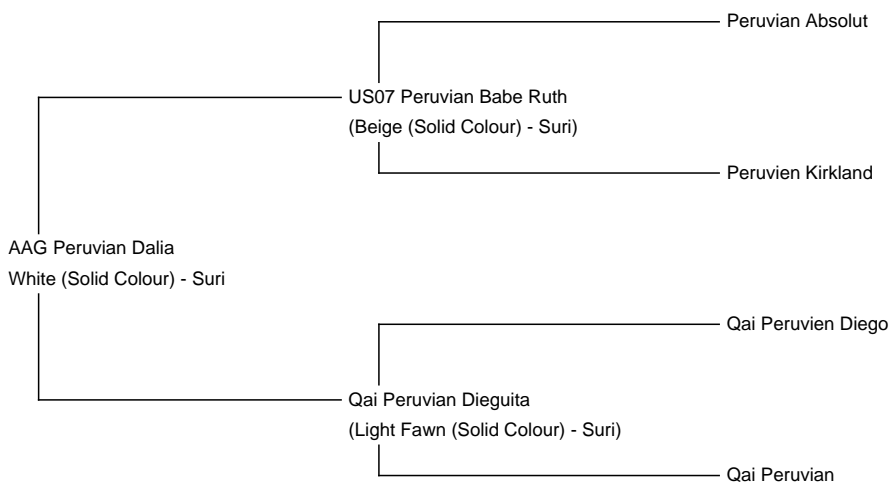 Peruvian Absolut
US07 Peruvian Babe Ruth
(Beige (Solid Colour) - Suri)
Peruvien Kirkland
AAG Peruvian Dalia
White (Solid Colour) - Suri
Qai Peruvien Diego
Qai Peruvian Dieguita
(Light Fawn (Solid Colour) - Suri)
Qai Peruvian